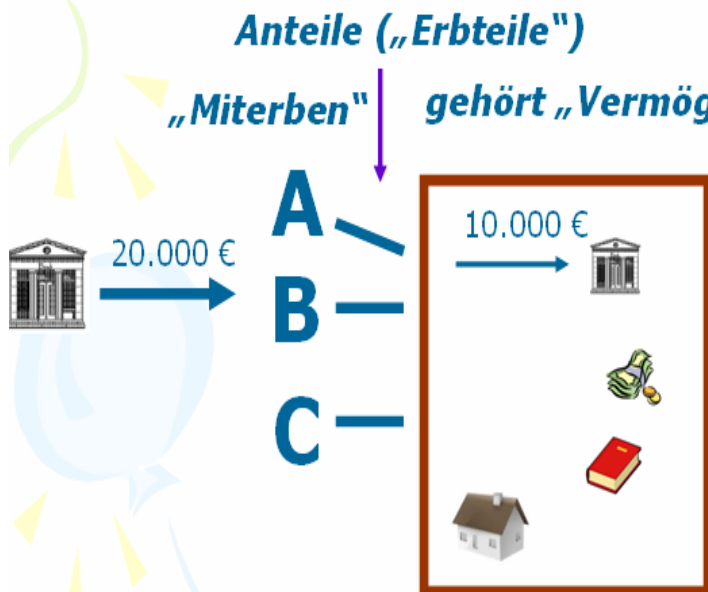 Anteile („Erbteile“)
„Miterben“ gehört „Vermög
A
10.000 €
20.000 €
B
C